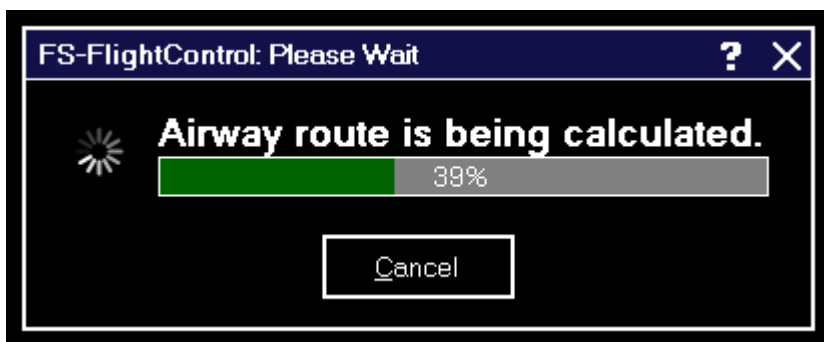 FS-FlightControl: Please Wait ? X
Airway route is being calculated.
39%
Cancel